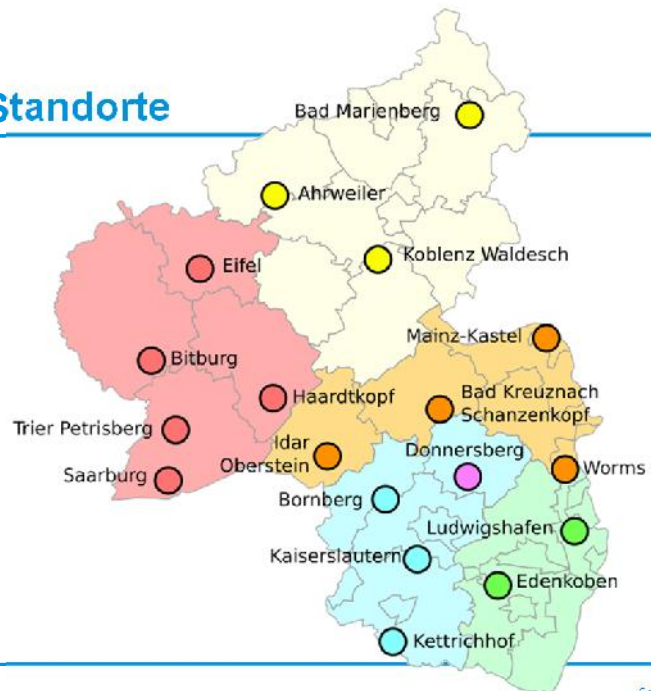 Standorte
Bad Marienberg
Ahrweiler
Koblenz Waldesch
Eifel
Mainz-Kastel
Bitburg
Haardtkopf
Bad Kreuznach
Schanzenkopf
Trier Petrisberg
Idar
Oberstein
Donnersberg
Saarburg
Worms
Bornberg
Ludwigshafen
Kaiserslautern
Edenkoben
Kettrichhof